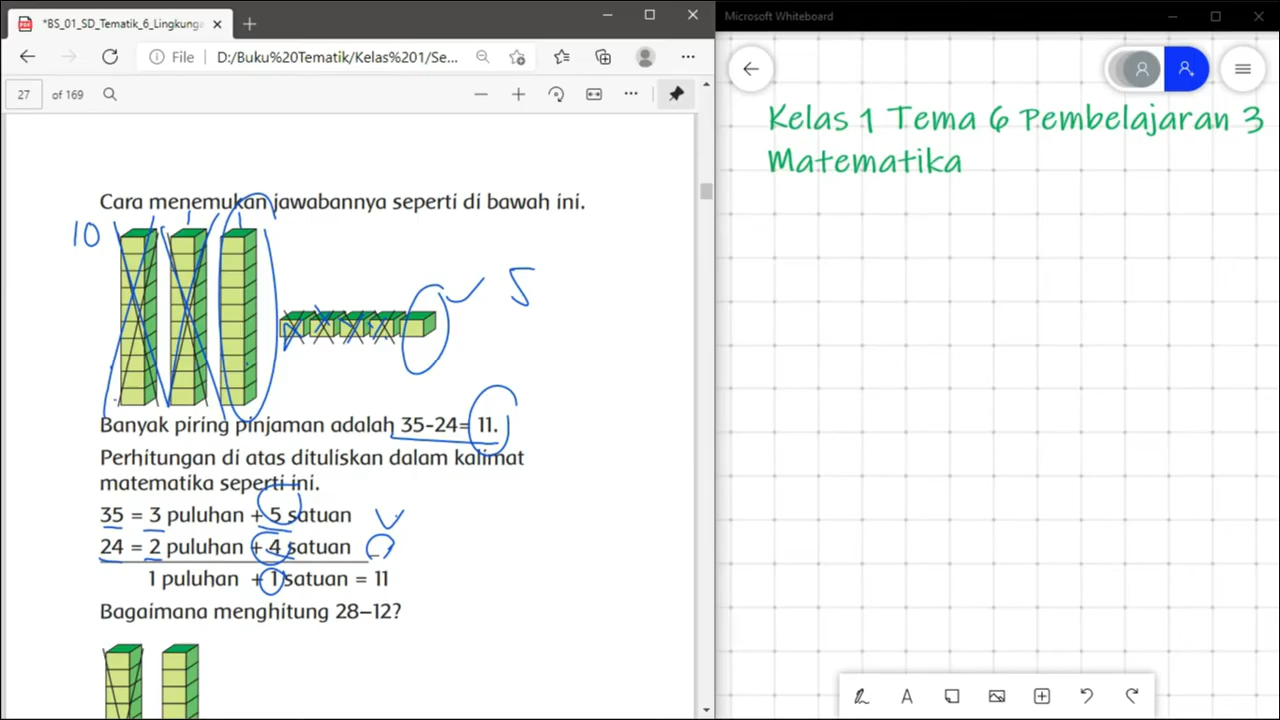 *BS_01_SD_Tematik_6_Lingkung
File D:/Buku%20Tematik/Kelas%201/Se...
27 of 169
Cara menemukan jawabannya seperti di bawah ini.
10
5
Banyak piring pinjaman adalah 35-24= 11.
Perhitungan di atas dituliskan dalam kalimat
matematika seperti ini.
35 = 3 puluhan + 5 satuan
24 = 2 puluhan + 4 satuan
1 puluhan + 1 satuan = 11
Bagaimana menghitung 28–12?
Microsoft Whiteboard
Kelas 1 Tema 6 Pembelajaran 3
Matematika
A